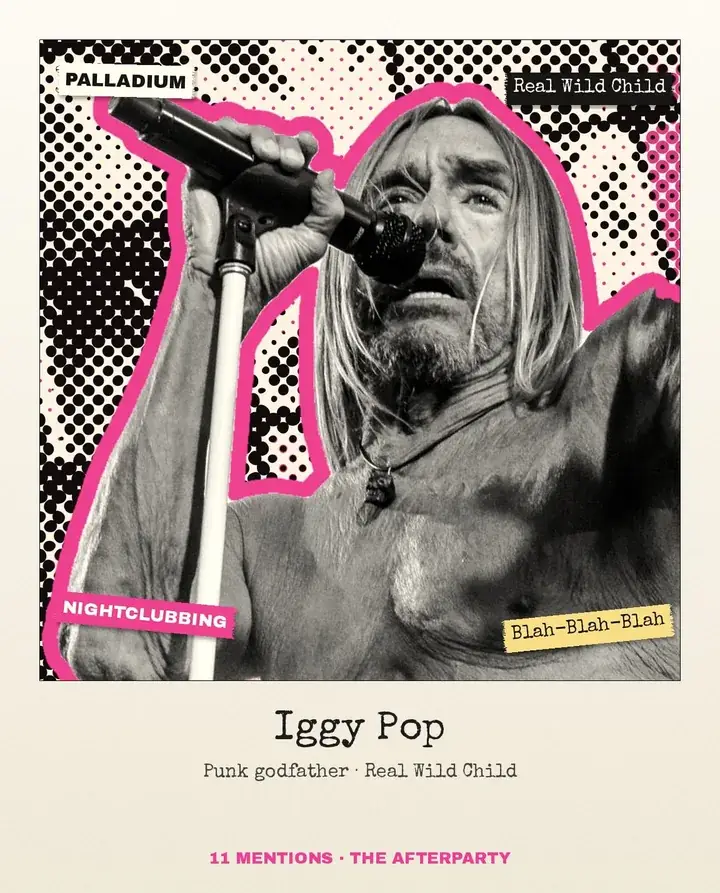 PALLADIUM
Real Wild Child
NIGHTCLUBBING
Blah-Blah-Blah
Iggy Pop
Punk godfather · Real Wild Child
11 MENTIONS · THE AFTERPARTY